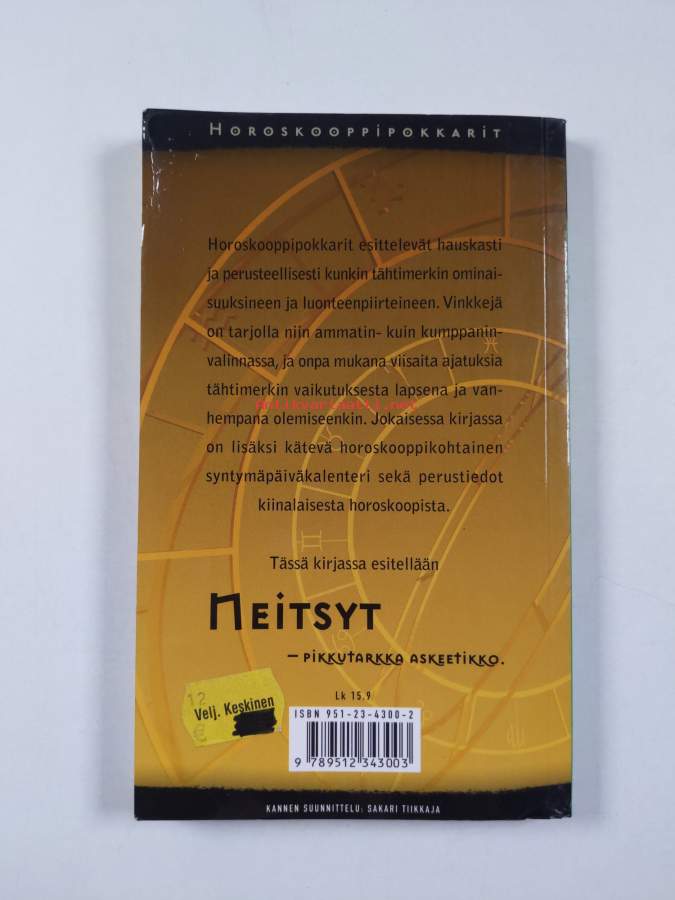 HOROSKOOPPIPOKKARIT
Horoskooppipokkarit esittelevät hauskasti
ja perusteellisesti kunkin tähtimerkin ominai-
suuksineen ja luonteenpiirteineen. Vinkkejä
on tarjolla niin ammatin- kuin kumppanin-
valinnassa, ja onpa mukana viisaita ajatuksia
tähtimerkin vaikutuksesta lapsena ja van-
antikvariaatti.net
hempana olemiseenkin. Jokaisessa kirjassa
on lisäksi kätevä horoskooppikohtainen
syntymäpäiväkalenteri sekä perustiedot
kiinalaisesta horoskoopista.
Tässä kirjassa esitellään
NEITSYT
– PIKKUTARKKA ASKEETIKKO.
12
Velj. Keskinen
€
Lk 15.9
ISBN 951-23-4300-2
9 789512 343003
KANNEN SUUNNITTELU: SAKARI TIIKKAJA